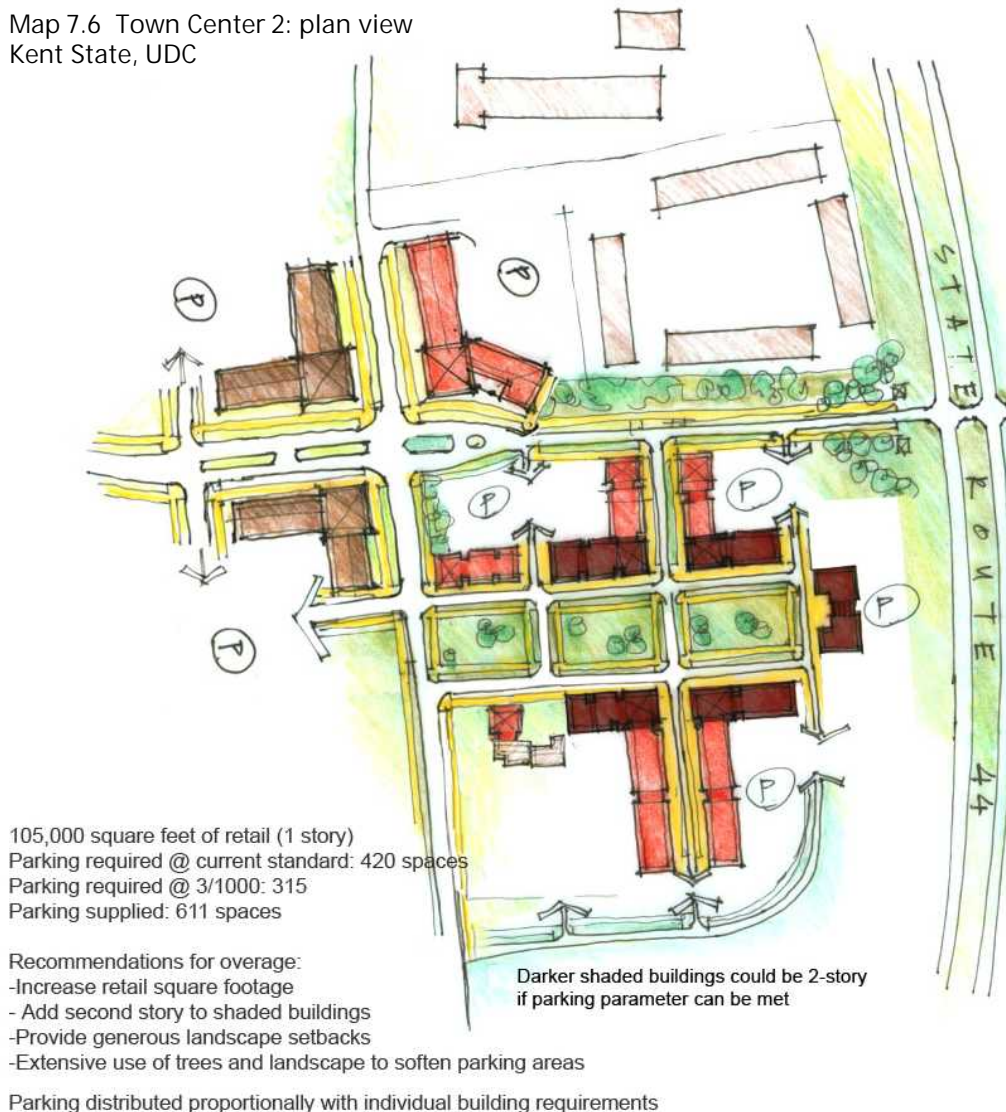 Map 7.6 Town Center 2: plan view
Kent State, UDC
P
P
STATE ROUTE 44
P
P
P
P
P
105,000 square feet of retail (1 story)
Parking required @ current standard: 420 spaces
Parking required @ 3/1000: 315
Parking supplied: 611 spaces
Recommendations for overage:
-Increase retail square footage
- Add second story to shaded buildings
-Provide generous landscape setbacks
-Extensive use of trees and landscape to soften parking areas
Darker shaded buildings could be 2-story
if parking parameter can be met
Parking distributed proportionally with individual building requirements